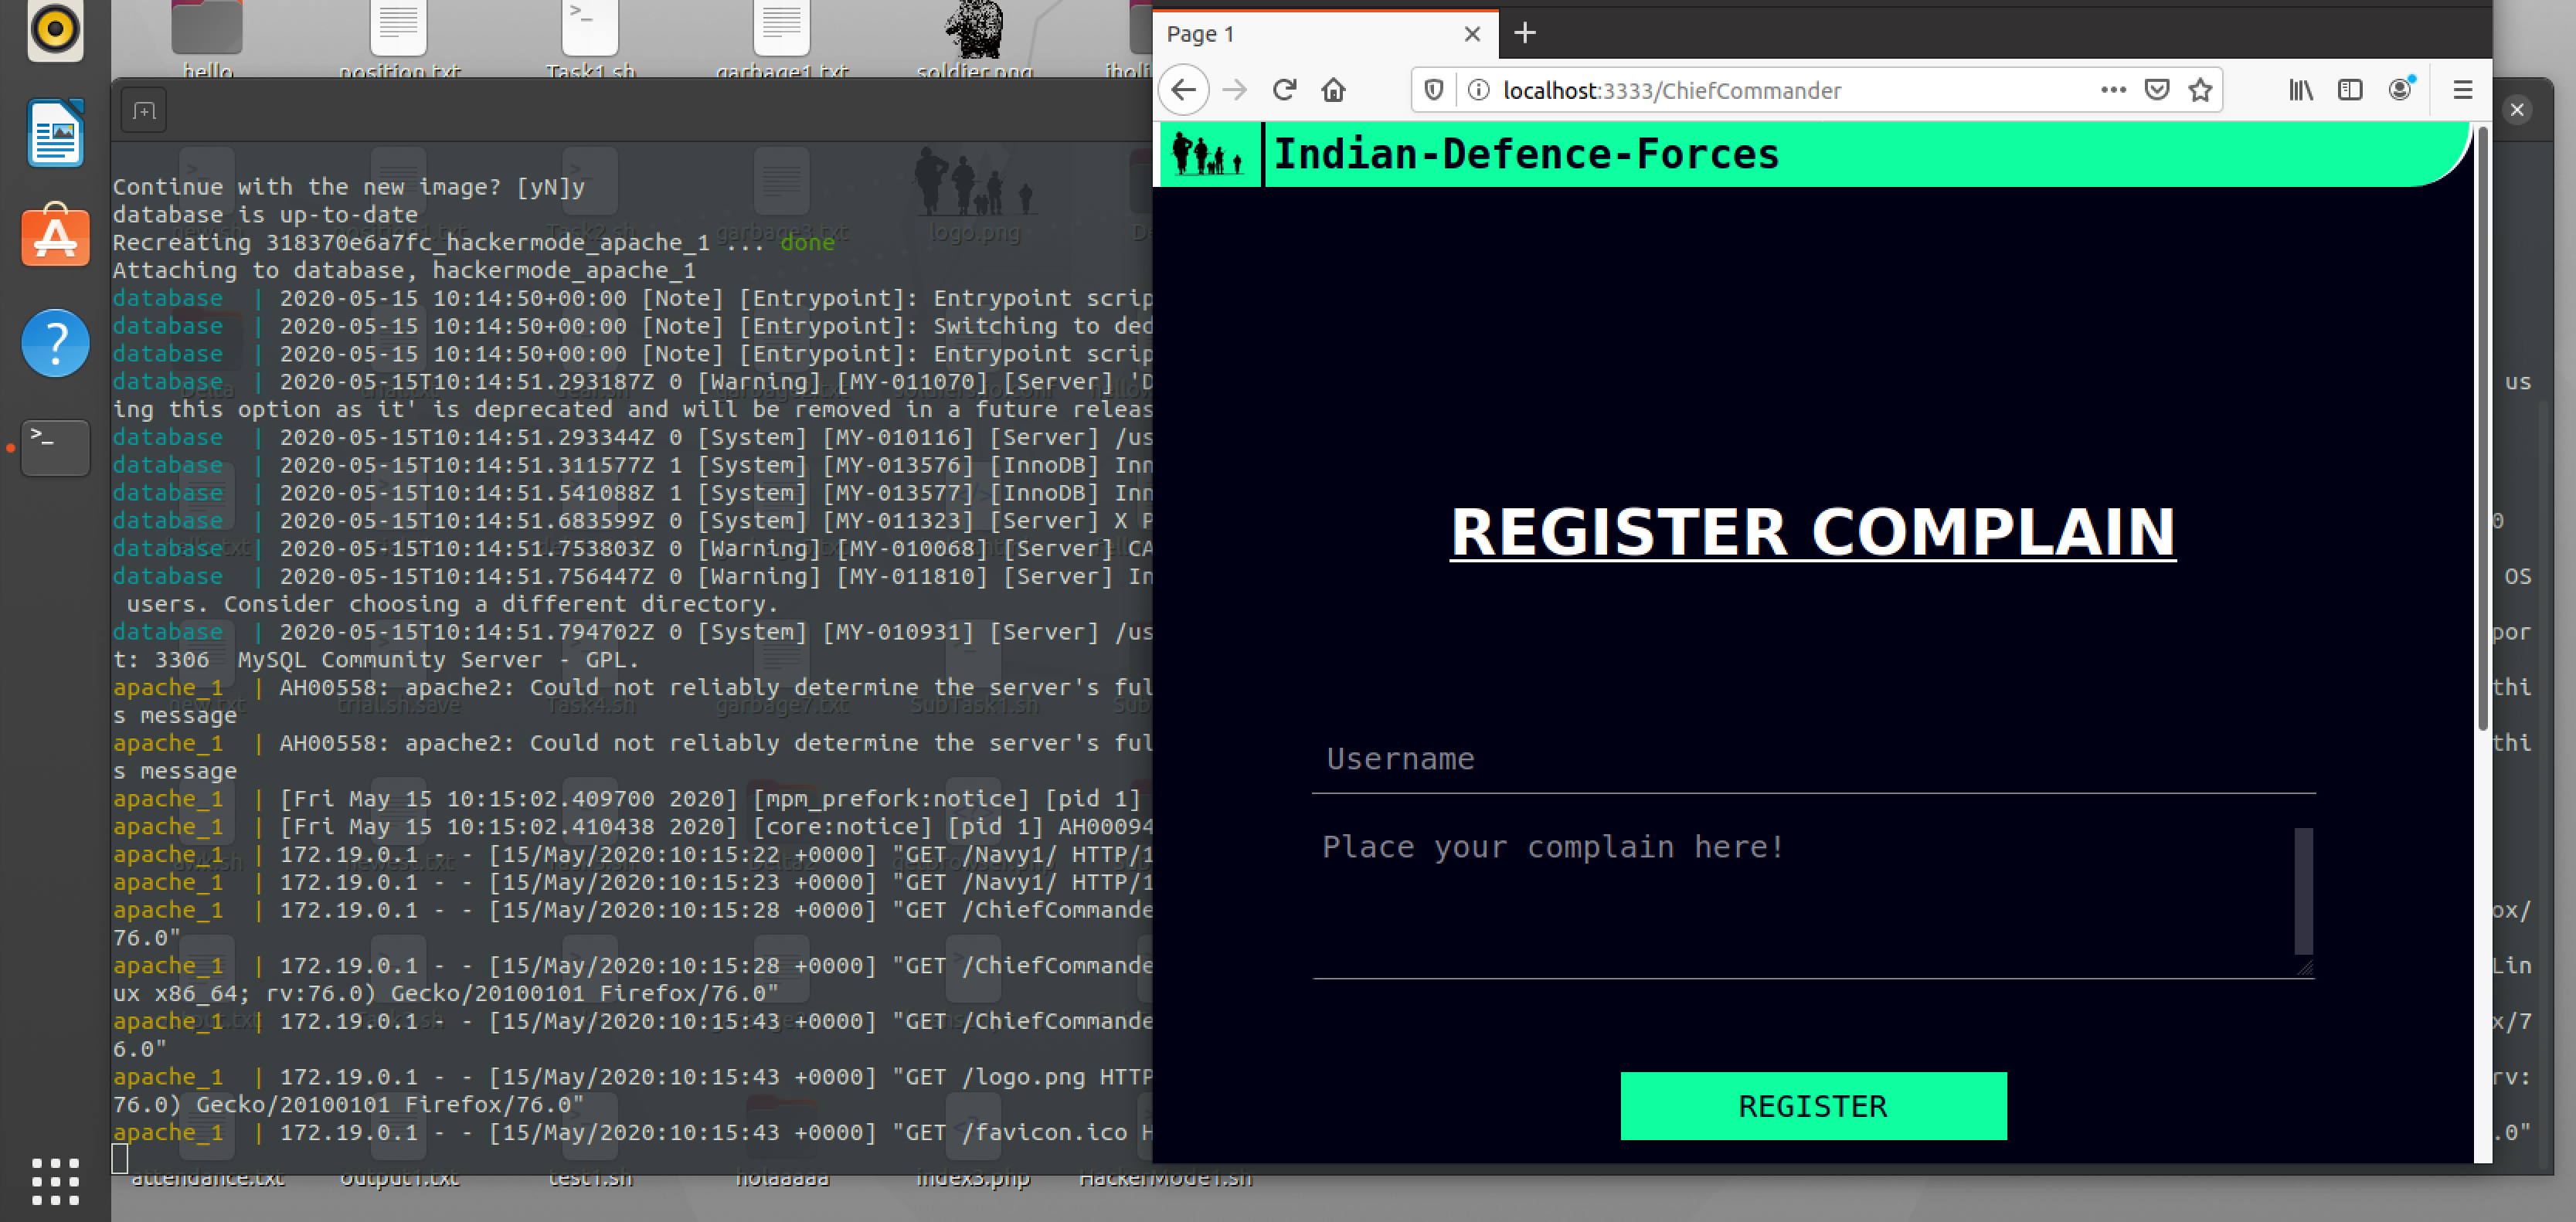 hello
position.txt
Task1.sh
garbage1.txt
soldier.png
Continue with the new image? [yN]y
database is up-to-date
Recreating 318370e6a7fc_hackermode_apache_1 ... done
Attaching to database, hackermode_apache_1
database | 2020-05-15 10:14:50+00:00 [Note] [Entrypoint]: Entrypoint scrip
database | 2020-05-15 10:14:50+00:00 [Note] [Entrypoint]: Switching to ded
database | 2020-05-15 10:14:50+00:00 [Note] [Entrypoint]: Entrypoint scrip
database | 2020-05-15T10:14:51.293187Z 0 [Warning] [MY-011070] [Server] 'D
us
ing this option as it' is deprecated and will be removed in a future releas
database | 2020-05-15T10:14:51.293344Z 0 [System] [MY-010116] [Server] /us
database | 2020-05-15T10:14:51.311577Z 1 [System] [MY-013576] [InnoDB] Inn
database | 2020-05-15T10:14:51.541088Z 1 [System] [MY-013577] [InnoDB] Inn
database | 2020-05-15T10:14:51.683599Z 0 [System] [MY-011323] [Server] X P
0
database | 2020-05-15T10:14:51.753803Z 0 [Warning] [MY-010068] [Server] CA
database | 2020-05-15T10:14:51.756447Z 0 [Warning] [MY-011810] [Server] In
OS
users. Consider choosing a different directory.
database | 2020-05-15T10:14:51.794702Z 0 [System] [MY-010931] [Server] /us
por
t: 3306 MySQL Community Server - GPL.
apache_1 | AH00558: apache2: Could not reliably determine the server's ful
thi
s message
apache_1 | AH00558: apache2: Could not reliably determine the server's ful
thi
s message
apache_1 | [Fri May 15 10:15:02.409700 2020] [mpm_prefork:notice] [pid 1]
apache_1 | [Fri May 15 10:15:02.410438 2020] [core:notice] [pid 1] AH00094
apache_1 | 172.19.0.1 - - [15/May/2020:10:15:22 +0000] "GET /Navy1/ HTTP/1
apache_1 | 172.19.0.1 - - [15/May/2020:10:15:23 +0000] "GET /Navy1/ HTTP/1
apache_1 | 172.19.0.1 - - [15/May/2020:10:15:28 +0000] "GET /ChiefCommande
ox/
76.0"
apache_1 | 172.19.0.1 - - [15/May/2020:10:15:28 +0000] "GET /ChiefCommande
Lin
ux x86_64; rv:76.0) Gecko/20100101 Firefox/76.0"
apache_1 | 172.19.0.1 - - [15/May/2020:10:15:43 +0000] "GET /ChiefCommande
x/7
6.0"
apache_1 | 172.19.0.1 - - [15/May/2020:10:15:43 +0000] "GET /logo.png HTTP
rv:
76.0) Gecko/20100101 Firefox/76.0"
apache_1 | 172.19.0.1 - - [15/May/2020:10:15:43 +0000] "GET /favicon.ico H
.0"
attendance.txt
output1.txt
test1.sh
holaaaaa
index3.php
HackerMode1.sh
Page 1
localhost:3333/ChiefCommander
Indian-Defence-Forces
REGISTER COMPLAIN
Username
Place your complain here!
REGISTER